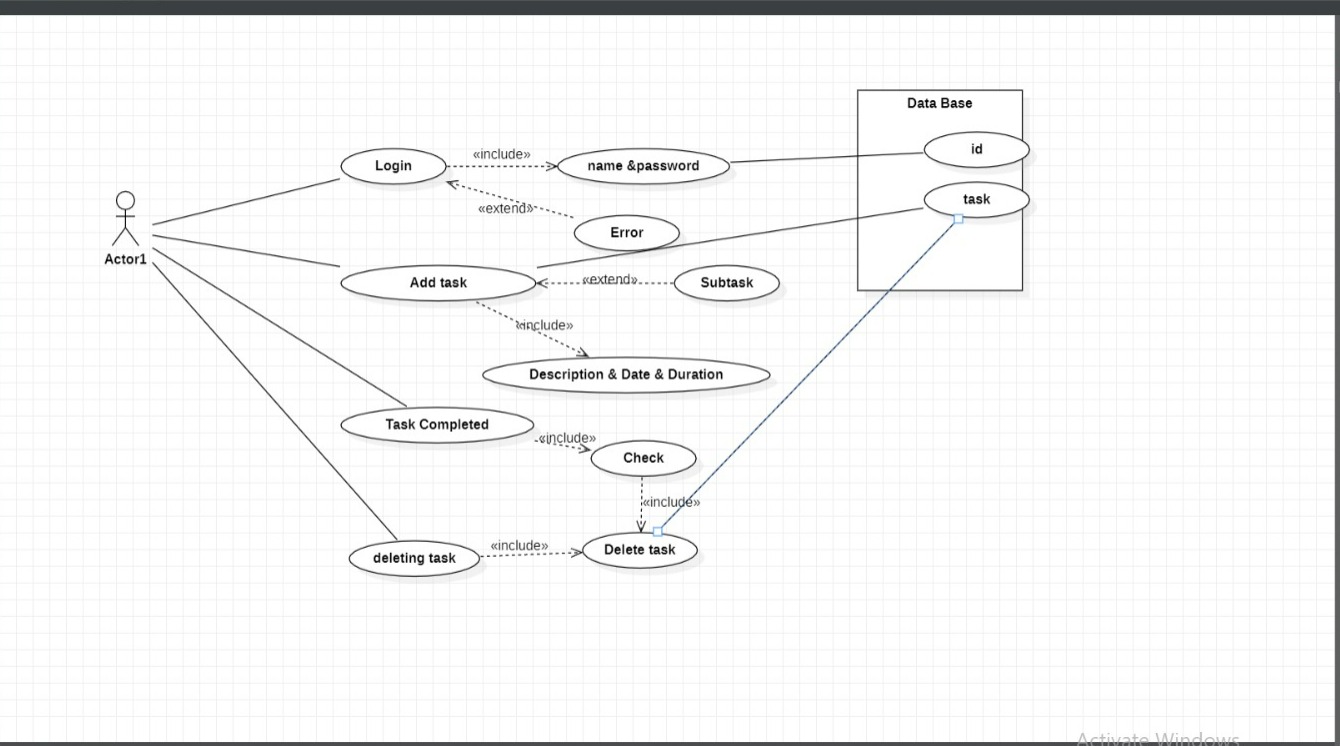 Data Base
id
Login
«include»
name &password
task
«extend»
Error
Actor1
Add task
«extend»
Subtask
«include»
Description & Date & Duration
Task Completed
«include»
Check
«include»
deleting task
«include»
Delete task
Activate Windows